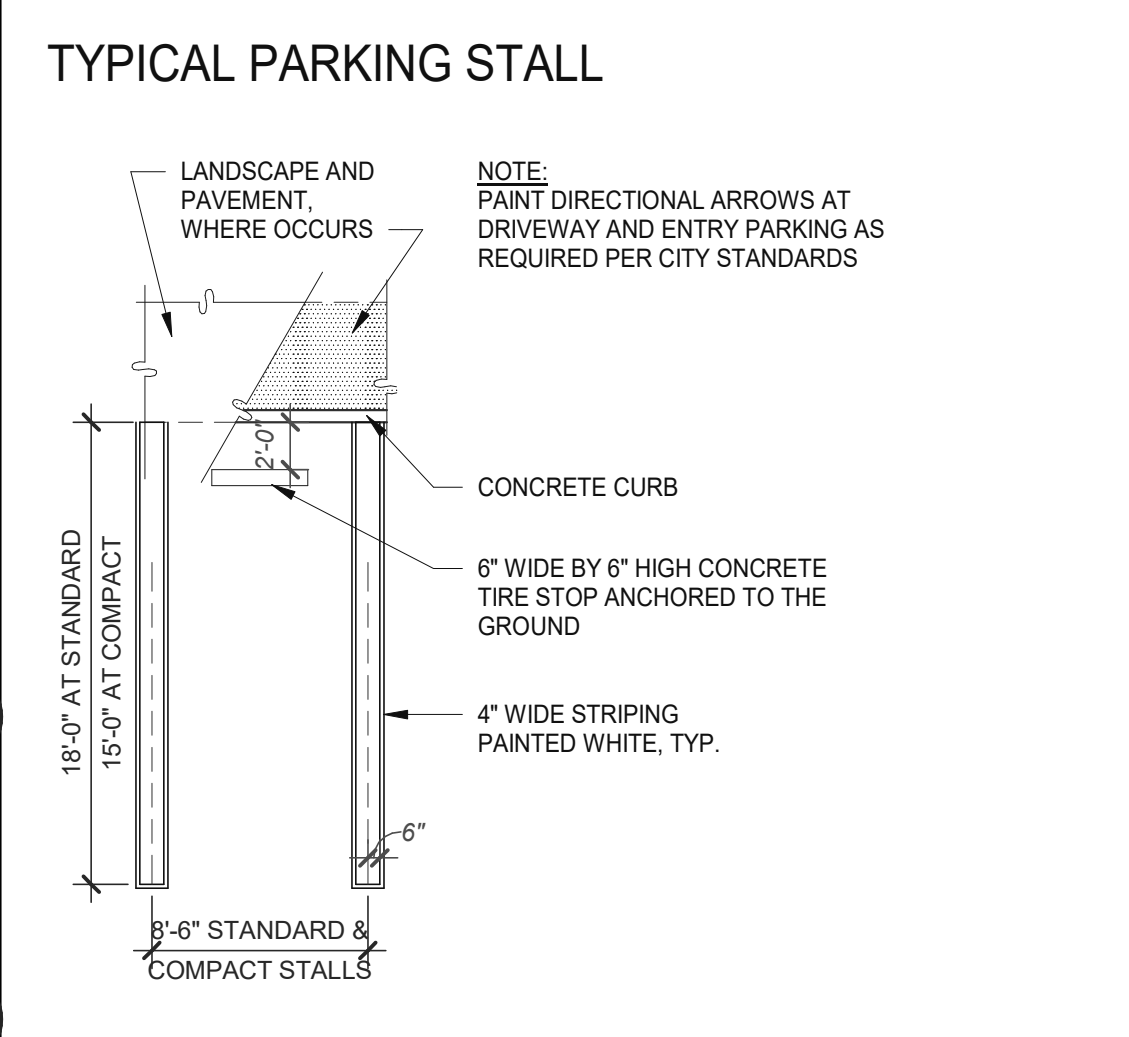 TYPICAL PARKING STALL
LANDSCAPE AND
PAVEMENT,
WHERE OCCURS
NOTE:
PAINT DIRECTIONAL ARROWS AT
DRIVEWAY AND ENTRY PARKING AS
REQUIRED PER CITY STANDARDS
2'-0"
CONCRETE CURB
6" WIDE BY 6" HIGH CONCRETE
TIRE STOP ANCHORED TO THE
GROUND
18'-0" AT STANDARD
15'-0" AT COMPACT
4" WIDE STRIPING
PAINTED WHITE, TYP.
6"
8'-6" STANDARD &
COMPACT STALLS